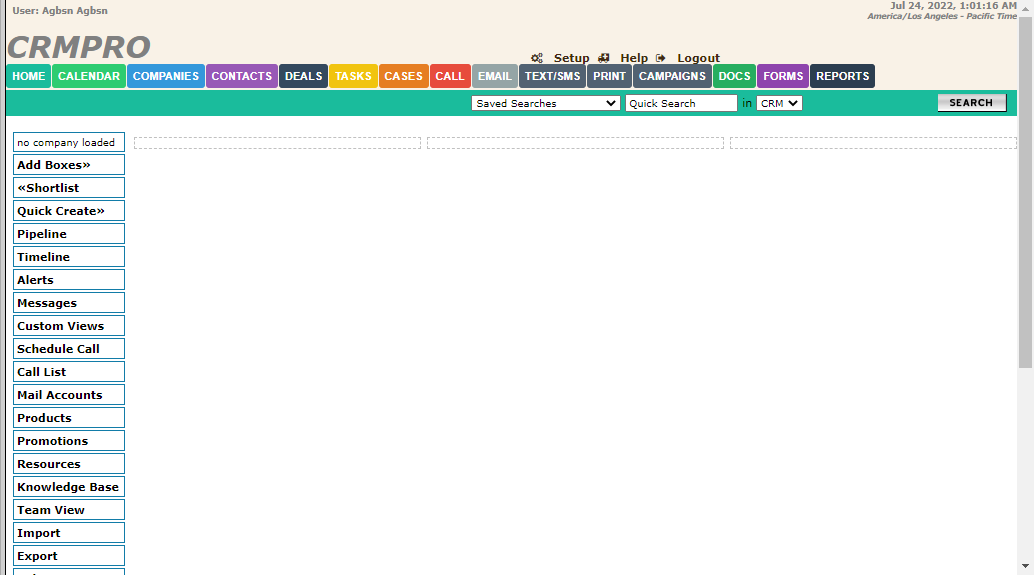 User: Agbsn Agbsn
Jul 24, 2022, 1:01:16 AM
America/Los Angeles - Pacific Time
CRMPRO
Setup Help Logout
HOME CALENDAR COMPANIES CONTACTS DEALS TASKS CASES CALL EMAIL TEXT/SMS PRINT CAMPAIGNS DOCS FORMS REPORTS
Saved Searches Quick Search in CRM SEARCH
no company loaded
Add Boxes»
«Shortlist
Quick Create»
Pipeline
Timeline
Alerts
Messages
Custom Views
Schedule Call
Call List
Mail Accounts
Products
Promotions
Resources
Knowledge Base
Team View
Import
Export